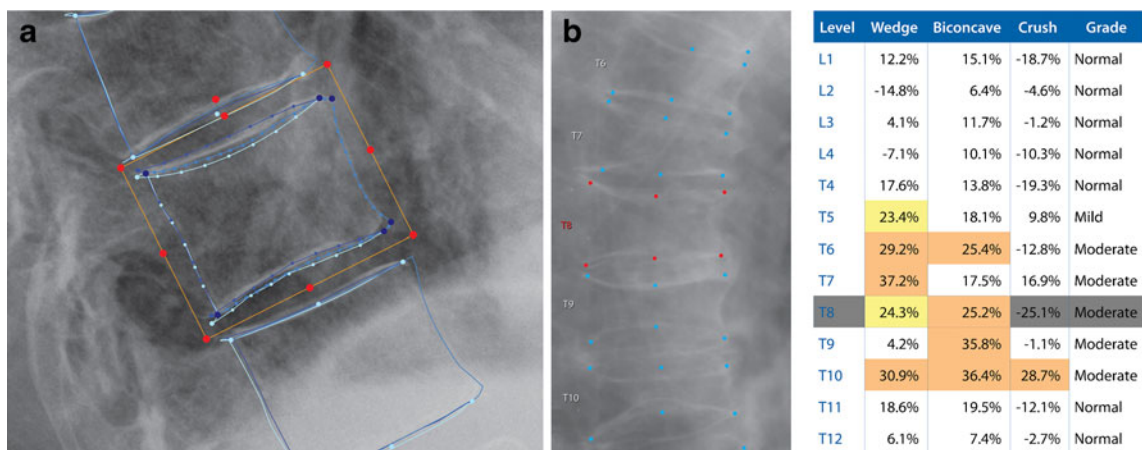 a
b
T6
T7
T8
T9
T10
Level Wedge Biconcave Crush Grade
L1 12.2% 15.1% -18.7% Normal
L2 -14.8% 6.4% -4.6% Normal
L3 4.1% 11.7% -1.2% Normal
L4 -7.1% 10.1% -10.3% Normal
T4 17.6% 13.8% -19.3% Normal
T5 23.4% 18.1% 9.8% Mild
T6 29.2% 25.4% -12.8% Moderate
T7 37.2% 17.5% 16.9% Moderate
T8 24.3% 25.2% -25.1% Moderate
T9 4.2% 35.8% -1.1% Moderate
T10 30.9% 36.4% 28.7% Moderate
T11 18.6% 19.5% -12.1% Normal
T12 6.1% 7.4% -2.7% Normal